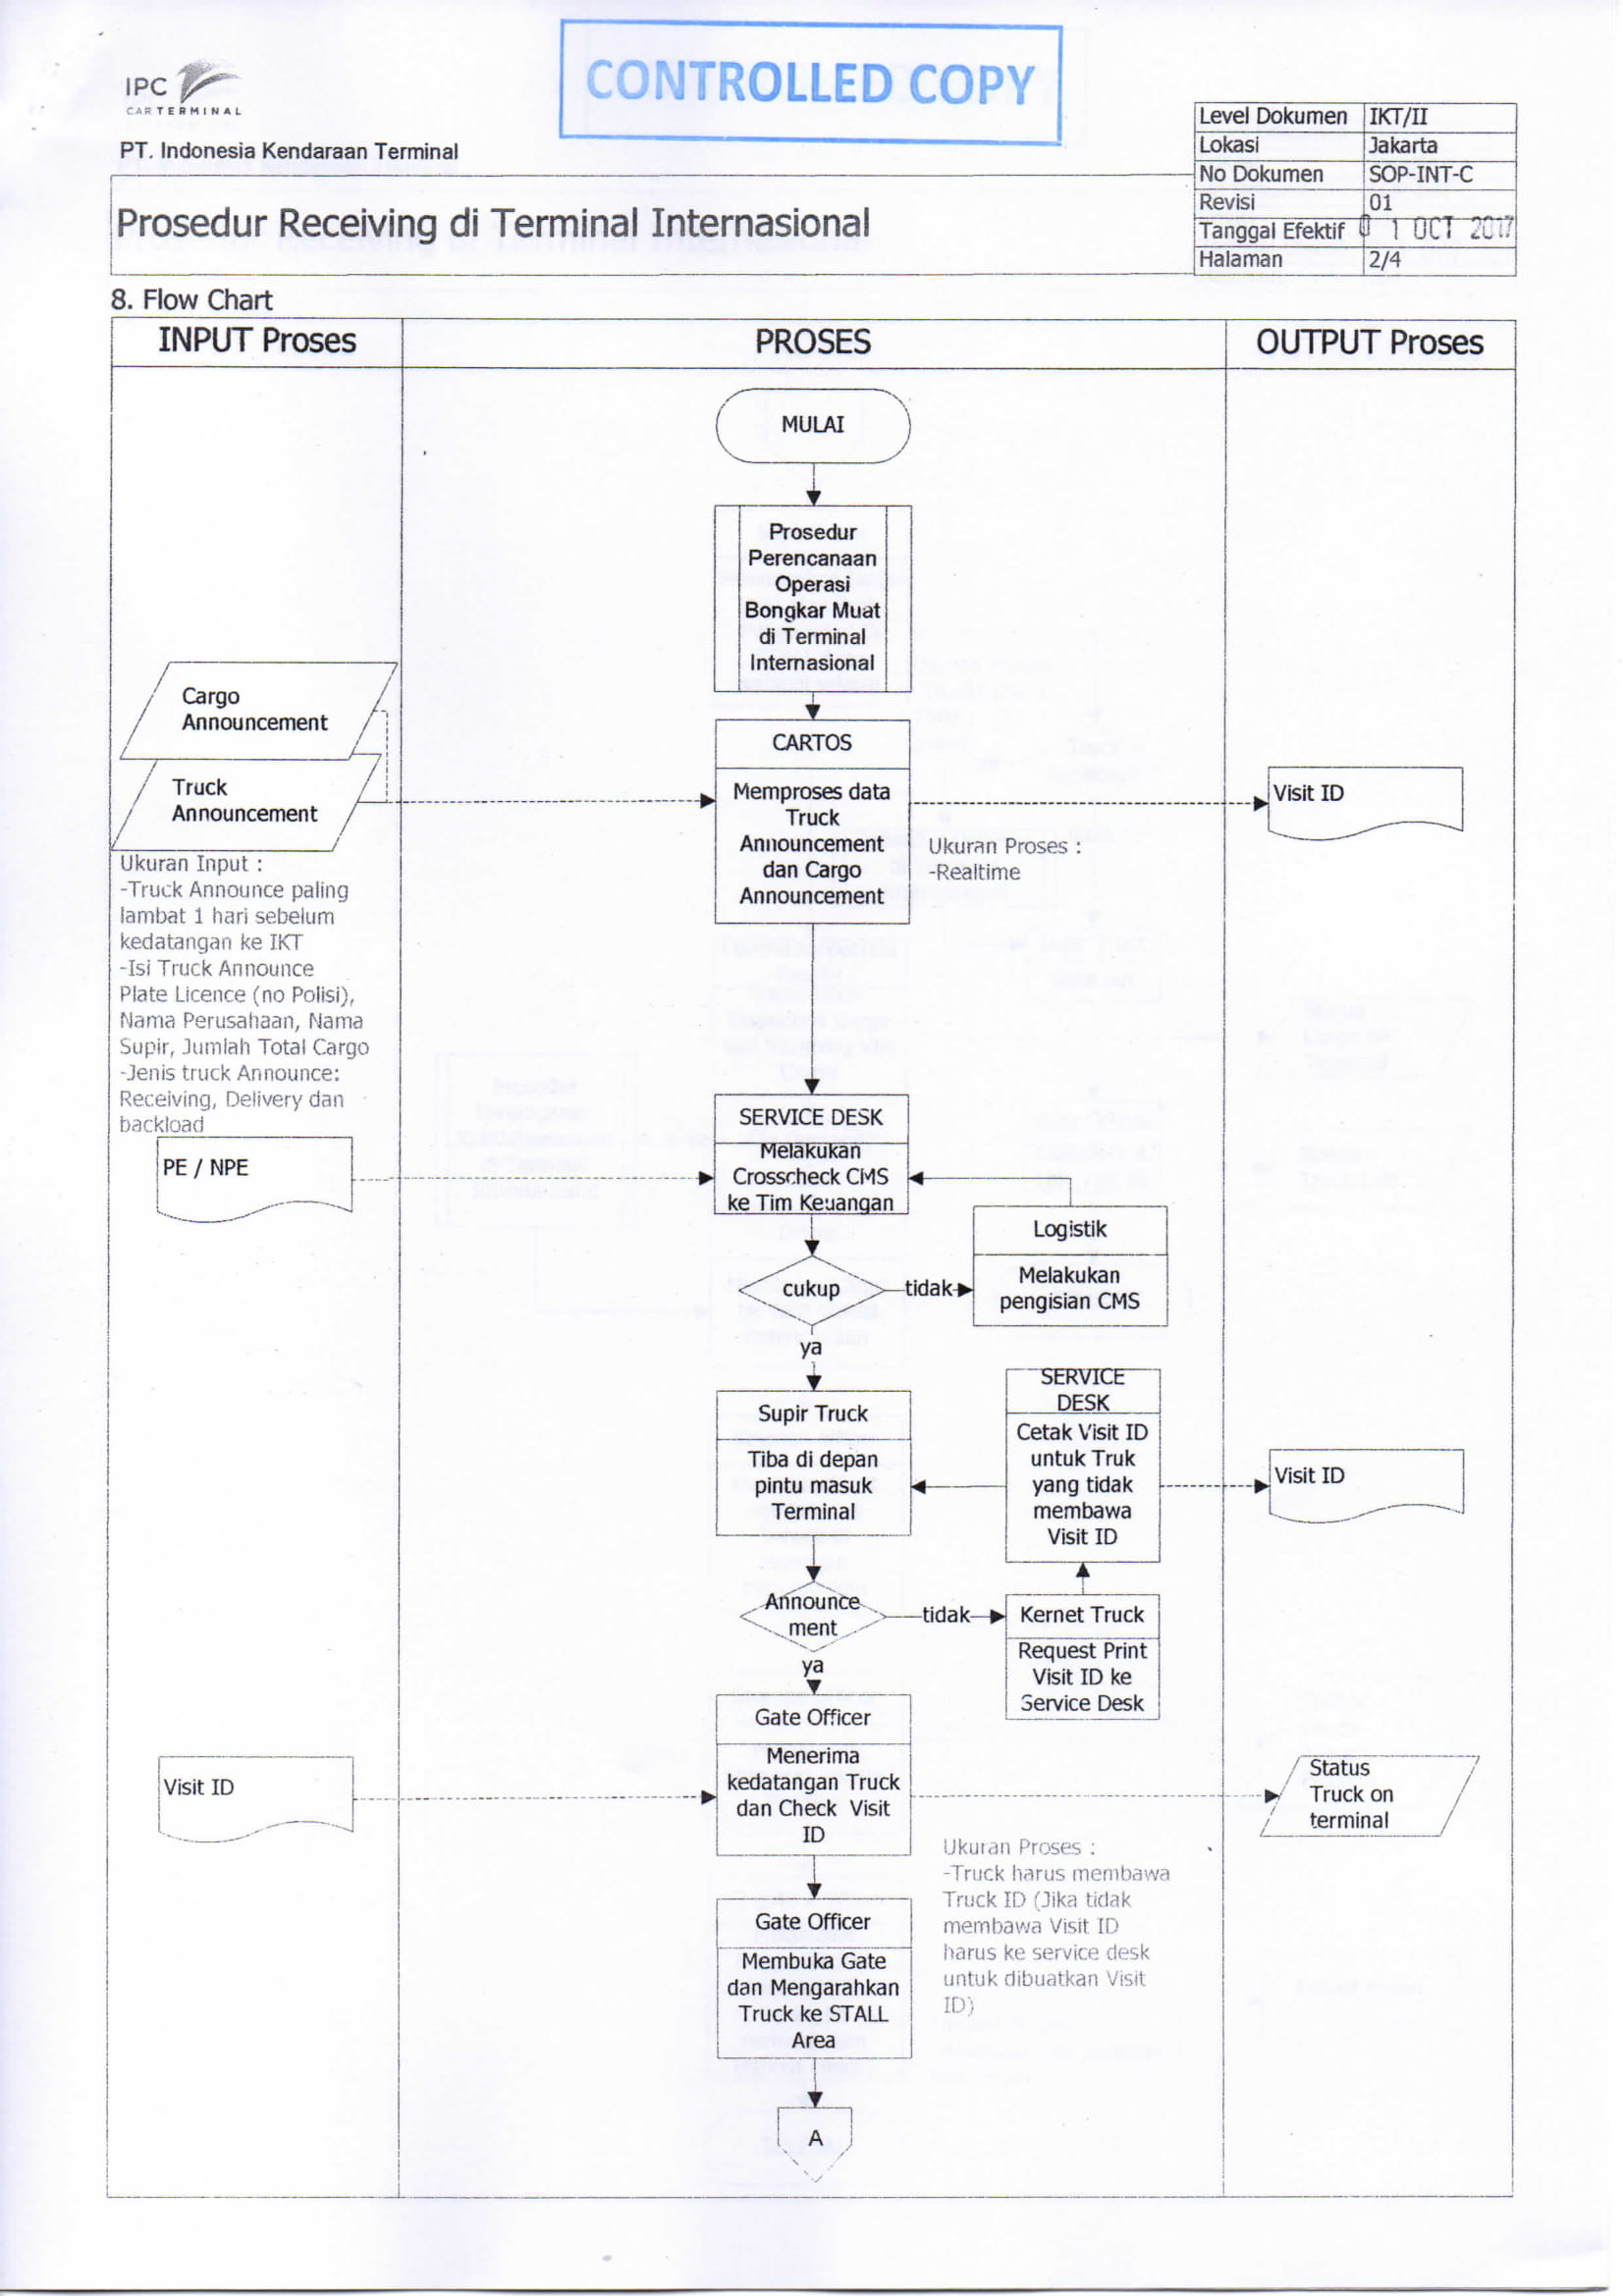 CONTROLLED COPY
IPC
CARTERMINAL
PT. Indonesia Kendaraan Terminal
Level Dokumen IKT/II
Lokasi Jakarta
No Dokumen SOP-INT-C
Revisi 01
Tanggal Efektif 0 1 OCT 2017
Halaman 2/4
Prosedur Receiving di Terminal Internasional
8. Flow Chart
INPUT Proses PROSES OUTPUT Proses
MULAI
Prosedur
Perencanaan
Operasi
Bongkar Muat
di Terminal
Internasional
Cargo
Announcement
Truck
Announcement
CARTOS
Memproses data
Truck
Announcement
dan Cargo
Announcement
Ukuran Proses :
-Realtime
Visit ID
Ukuran Input :
-Truck Announce paling
lambat 1 hari sebelum
kedatangan ke IKT
-Isi Truck Announce
Plate Licence (no Polisi),
Nama Perusahaan, Nama
Supir, Jumlah Total Cargo
-Jenis truck Announce:
Receiving, Delivery dan
backload
PE / NPE
SERVICE DESK
Melakukan
Crosscheck CMS
ke Tim Keuangan
Logistik
Melakukan
pengisian CMS
cukup
tidak
ya
Supir Truck
Tiba di depan
pintu masuk
Terminal
SERVICE
DESK
Cetak Visit ID
untuk Truk
yang tidak
membawa
Visit ID
Visit ID
Announce
ment
tidak
ya
Kernet Truck
Request Print
Visit ID ke
Service Desk
Visit ID
Gate Officer
Menerima
kedatangan Truck
dan Check Visit
ID
Status
Truck on
terminal
Ukuran Proses :
-Truck harus membawa
Truck ID (Jika tidak
membawa Visit ID
harus ke service desk
untuk dibuatkan Visit
ID)
Gate Officer
Membuka Gate
dan Mengarahkan
Truck ke STALL
Area
A